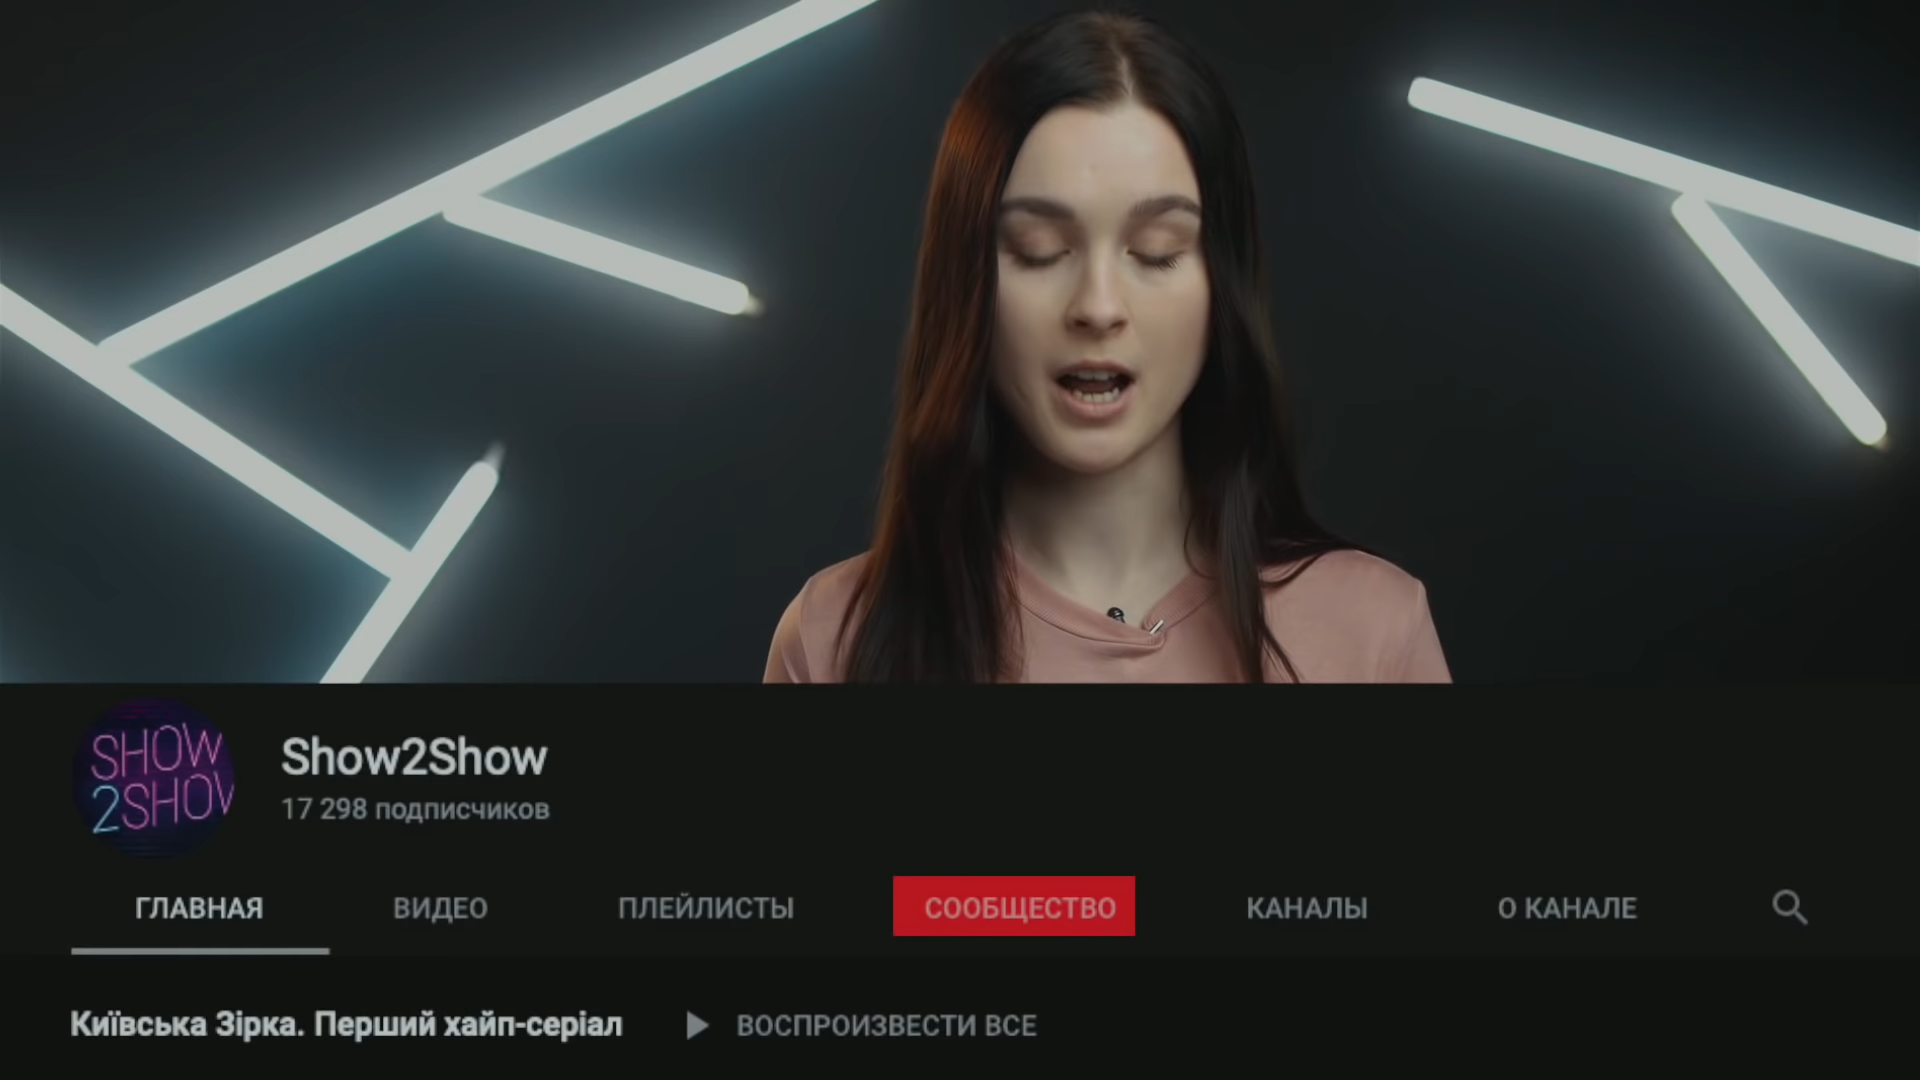 SHOW
2SHOW
Show2Show
17 298 подписчиков
ГЛАВНАЯ ВИДЕО ПЛЕЙЛИСТЫ СООБЩЕСТВО КАНАЛЫ О КАНАЛЕ
Київська Зірка. Перший хайп-серіал ВОСПРОИЗВЕСТИ ВСЕ